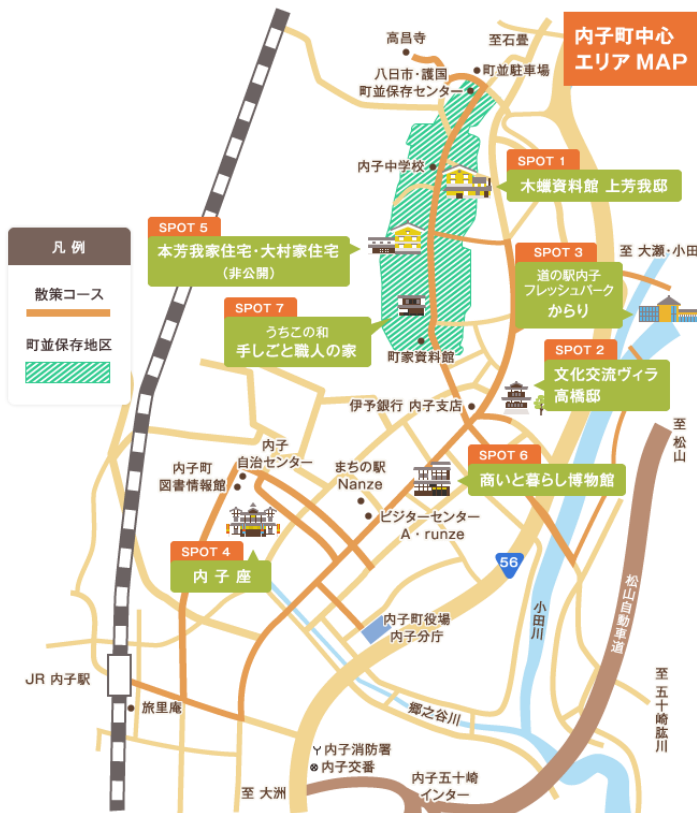 内子町中心
エリア MAP
高昌寺
至石畳
八日市・護国
町並保存センター
町並駐車場
内子中学校
SPOT 1
木蠟資料館 上芳我邸
SPOT 5
本芳我家住宅・大村家住宅
（非公開）
凡 例
散策コース
町並保存地区
SPOT 3
道の駅内子
フレッシュパーク
からり
至 大瀬・小田
SPOT 7
うちこの和
手しごと職人の家
町家資料館
SPOT 2
文化交流ヴィラ
高橋邸
伊予銀行 内子支店
至 松山
内子
自治センター
内子町
図書情報館
まちの駅
Nanze
SPOT 6
商いと暮らし博物館
ビジターセンター
A・runze
SPOT 4
内 子 座
56
小田川
松山自動車道
内子町役場
内子分庁
至 五十崎肱川
JR 内子駅
旅里庵
郷之谷川
内子消防署
内子交番
至 大洲
内子五十崎
インター